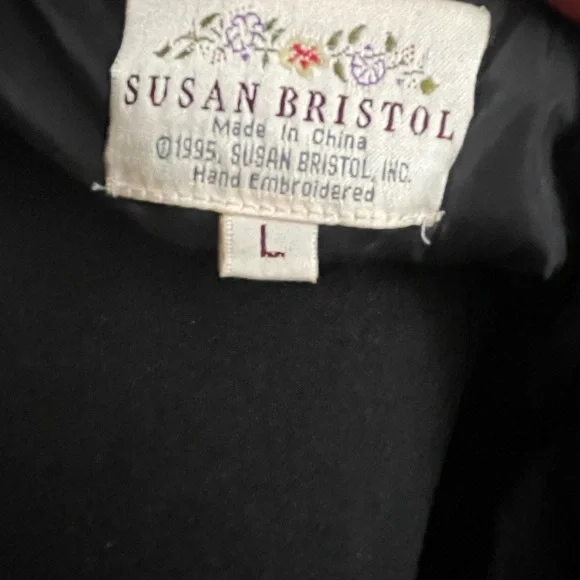 SUSAN BRISTOL
Made In China
©1995, SUSAN BRISTOL, INC.
Hand Embroidered
L